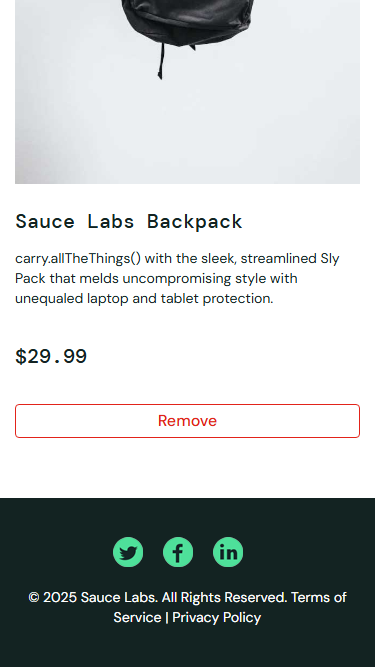 Sauce Labs Backpack
carry.allTheThings() with the sleek, streamlined Sly
Pack that melds uncompromising style with
unequaled laptop and tablet protection.
$29.99
Remove
© 2025 Sauce Labs. All Rights Reserved. Terms of
Service | Privacy Policy